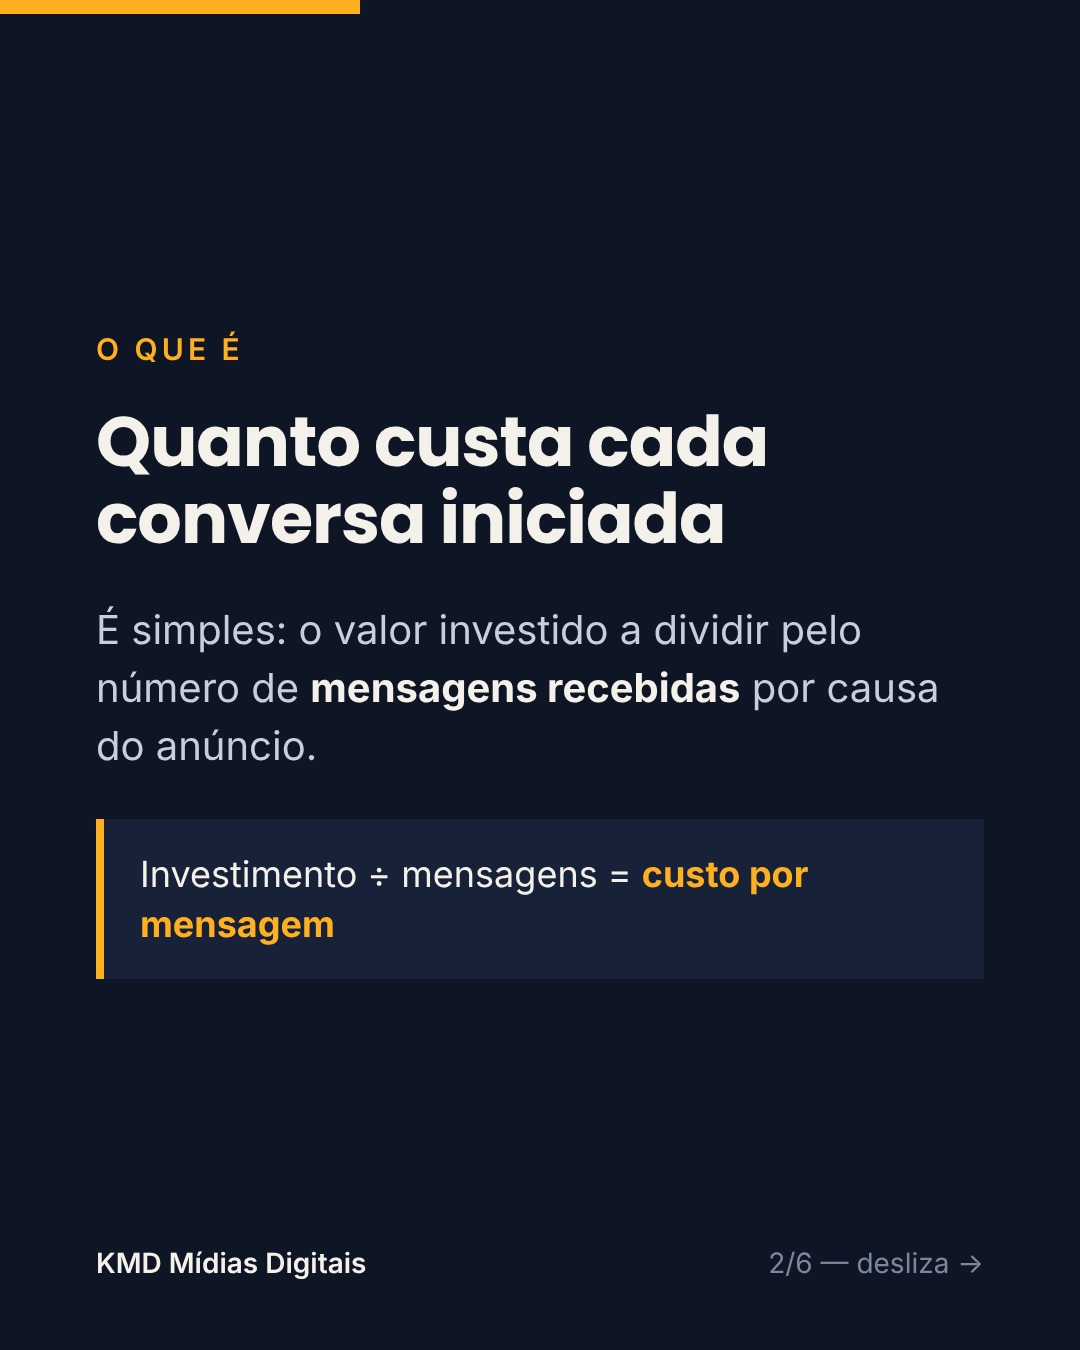 O QUE É
Quanto custa cada
conversa iniciada
É simples: o valor investido a dividir pelo
número de mensagens recebidas por causa
do anúncio.
Investimento ÷ mensagens = custo por
mensagem
KMD Mídias Digitais
2/6 — desliza →